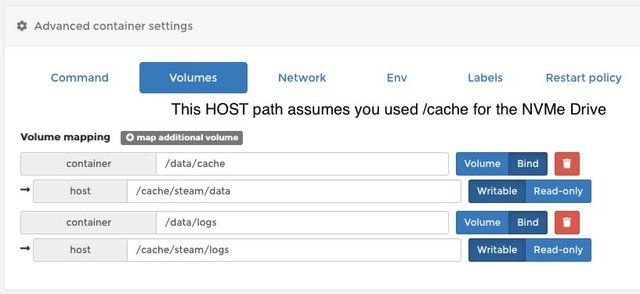 Advanced container settings
Command Volumes Network Env Labels Restart policy
This HOST path assumes you used /cache for the NVMe Drive
Volume mapping map additional volume
container /data/cache Volume Bind
host /cache/steam/data Writable Read-only
container /data/logs Volume Bind
host /cache/steam/logs Writable Read-only